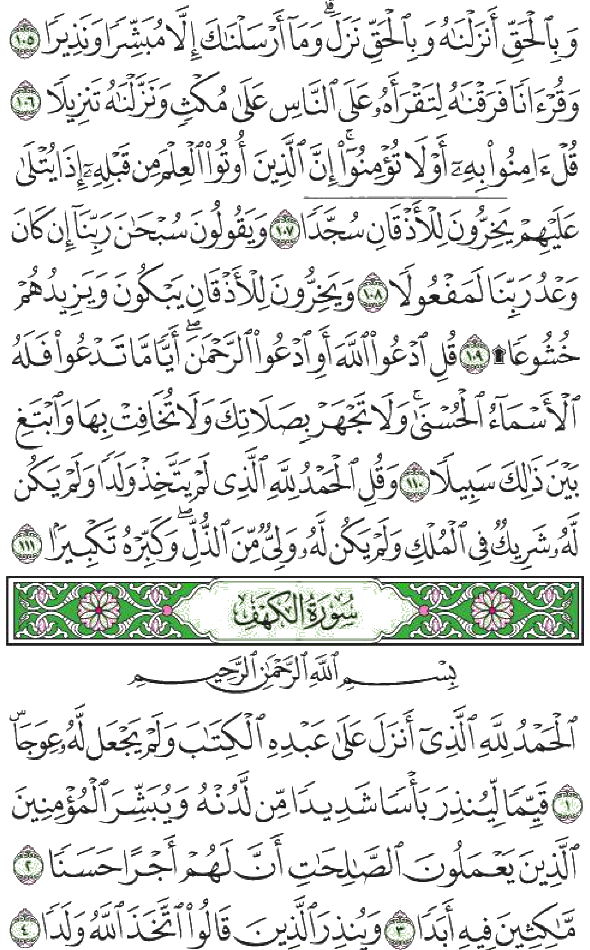 وَبِٱلْحَقِّ أَنزَلْنَـٰهُ وَبِٱلْحَقِّ نَزَلَ ۗ وَمَآ أَرْسَلْنَـٰكَ إِلَّا مُبَشِّرًا وَنَذِيرًا ١٠٥
وَقُرْءَانًا فَرَقْنَـٰهُ لِتَقْرَأَهُۥ عَلَى ٱلنَّاسِ عَلَىٰ مُكْثٍ وَنَزَّلْنَـٰهُ تَنزِيلًا ١٠٦
قُلْ ءَامِنُوا۟ بِهِۦٓ أَوْ لَا تُؤْمِنُوٓا۟ ۚ إِنَّ ٱلَّذِينَ أُوتُوا۟ ٱلْعِلْمَ مِن قَبْلِهِۦٓ إِذَا يُتْلَىٰ
عَلَيْهِمْ يَخِرُّونَ لِلْأَذْقَانِ سُجَّدًا ١٠٧ وَيَقُولُونَ سُبْحَـٰنَ رَبِّنَآ إِن كَانَ
وَعْدُ رَبِّنَا لَمَفْعُولًا ١٠٨ وَيَخِرُّونَ لِلْأَذْقَانِ يَبْكُونَ وَيَزِيدُهُمْ
خُشُوعًا ۩ ١٠٩ قُلِ ٱدْعُوا۟ ٱللَّهَ أَوِ ٱدْعُوا۟ ٱلرَّحْمَـٰنَ ۖ أَيًّا مَّا تَدْعُوا۟ فَلَهُ
ٱلْأَسْمَآءُ ٱلْحُسْنَىٰ ۚ وَلَا تَجْهَرْ بِصَلَاتِكَ وَلَا تُخَافِتْ بِهَا وَٱبْتَغِ
بَيْنَ ذَٰلِكَ سَبِيلًا ١١٠ وَقُلِ ٱلْحَمْدُ لِلَّهِ ٱلَّذِى لَمْ يَتَّخِذْ وَلَدًا وَلَمْ يَكُن
لَّهُۥ شَرِيكٌ فِى ٱلْمُلْكِ وَلَمْ يَكُن لَّهُۥ وَلِىٌّ مِّنَ ٱلذُّلِّ ۖ وَكَبِّرْهُ تَكْبِيرًۢا ١١١
سُورَةُ الكَهْفِ
بِسْمِ ٱللَّهِ ٱلرَّحْمَـٰنِ ٱلرَّحِيمِ
ٱلْحَمْدُ لِلَّهِ ٱلَّذِىٓ أَنزَلَ عَلَىٰ عَبْدِهِ ٱلْكِتَـٰبَ وَلَمْ يَجْعَل لَّهُۥ عِوَجَاۜ
١ قَيِّمًا لِّيُنذِرَ بَأْسًا شَدِيدًا مِّن لَّدُنْهُ وَيُبَشِّرَ ٱلْمُؤْمِنِينَ
ٱلَّذِينَ يَعْمَلُونَ ٱلصَّـٰلِحَـٰتِ أَنَّ لَهُمْ أَجْرًا حَسَنًا ٢
مَّـٰكِثِينَ فِيهِ أَبَدًا ٣ وَيُنذِرَ ٱلَّذِينَ قَالُوا۟ ٱتَّخَذَ ٱللَّهُ وَلَدًا ٤